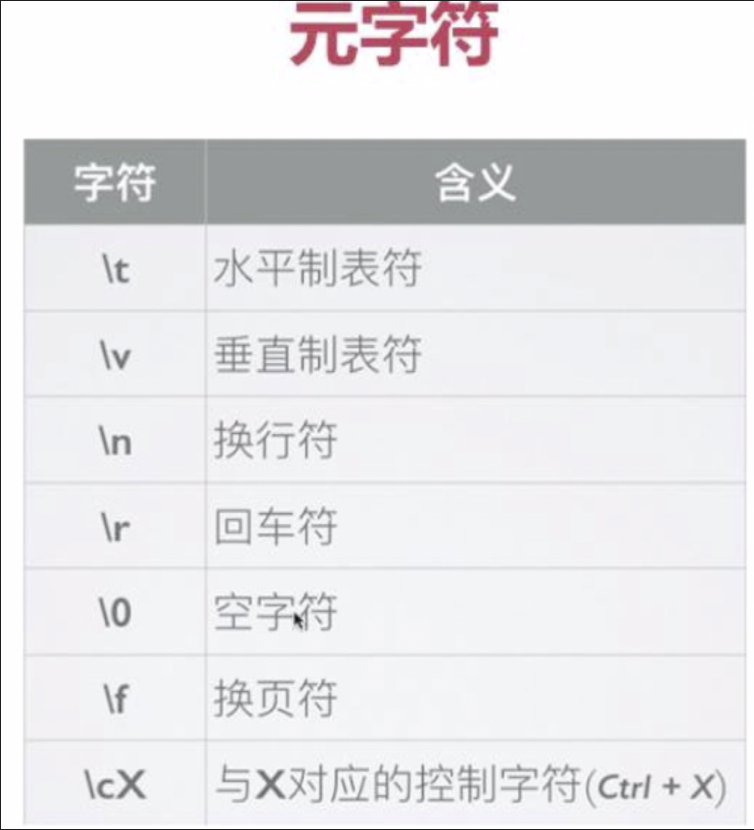 元字符
字符 含义
\t 水平制表符
\v 垂直制表符
\n 换行符
\r 回车符
\0 空字符
\f 换页符
\cX 与X对应的控制字符(Ctrl + X)